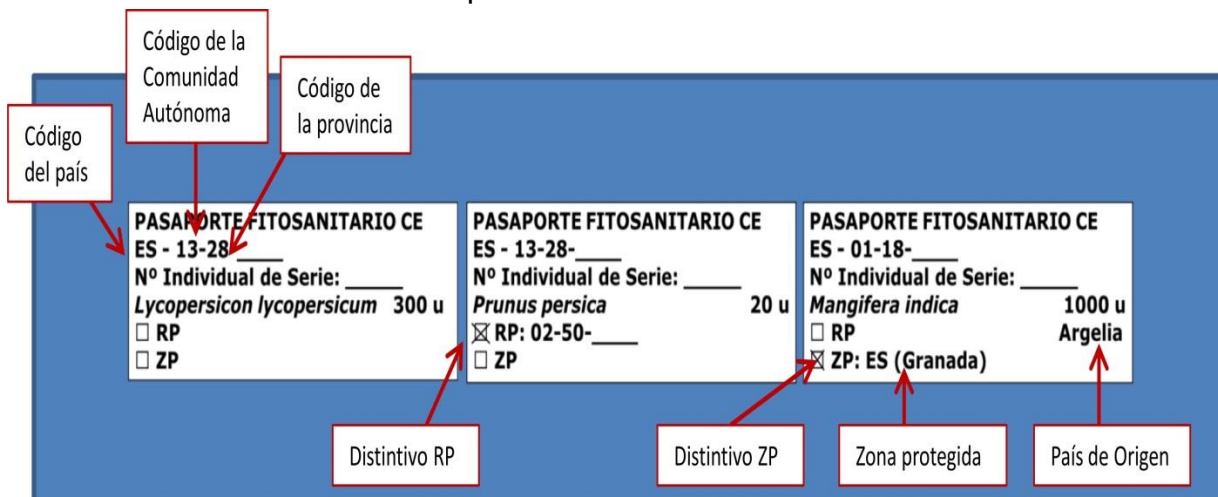 Código de la
Comunidad
Autónoma
Código de
la provincia
Código
del país
PASAPORTE FITOSANITARIO CE
ES - 13-28-____
Nº Individual de Serie: _____
Lycopersicon lycopersicum 300 u
☐ RP
☐ ZP
PASAPORTE FITOSANITARIO CE
ES - 13-28-____
Nº Individual de Serie: _____
Prunus persica 20 u
☒ RP: 02-50-____
☐ ZP
PASAPORTE FITOSANITARIO CE
ES - 01-18-____
Nº Individual de Serie: _____
Mangifera indica 1000 u
☐ RP Argelia
☒ ZP: ES (Granada)
Distintivo RP
Distintivo ZP
Zona protegida
País de Origen